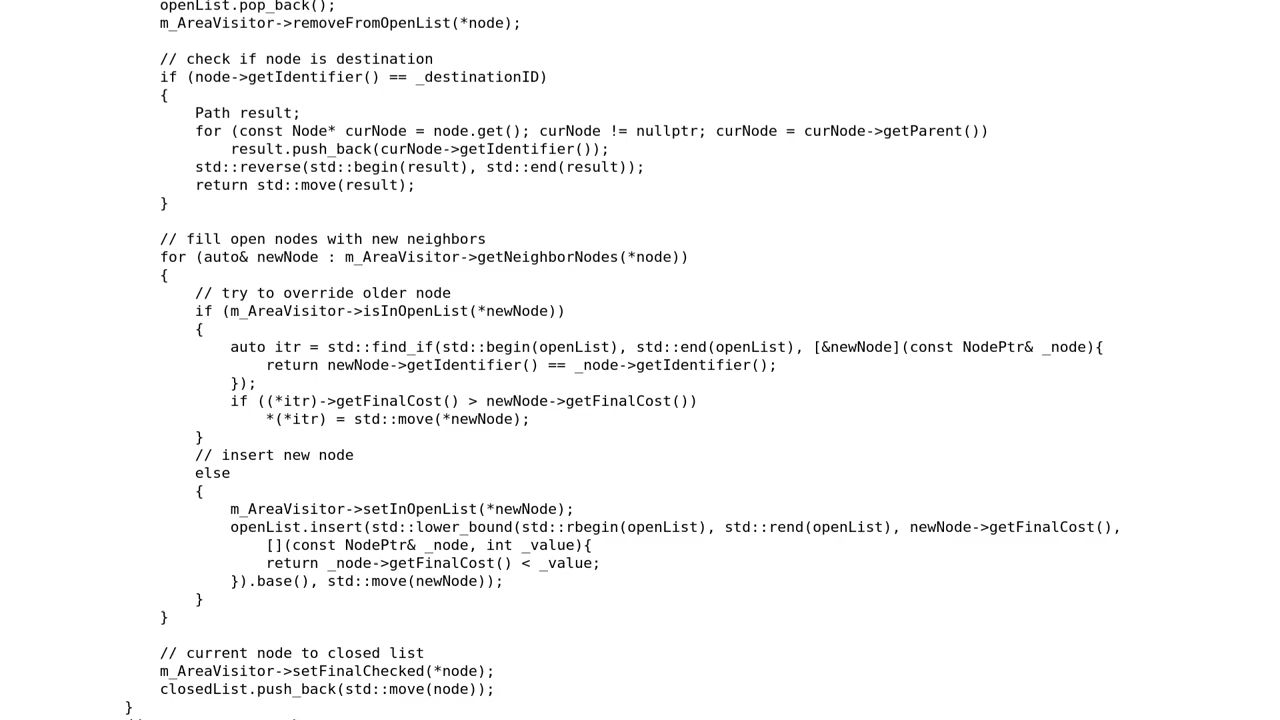 openList.pop_back();
m_AreaVisitor->removeFromOpenList(*node);
// check if node is destination
if (node->getIdentifier() == _destinationID)
{
Path result;
for (const Node* curNode = node.get(); curNode != nullptr; curNode = curNode->getParent())
result.push_back(curNode->getIdentifier());
std::reverse(std::begin(result), std::end(result));
return std::move(result);
}
// fill open nodes with new neighbors
for (auto& newNode : m_AreaVisitor->getNeighborNodes(*node))
{
// try to override older node
if (m_AreaVisitor->isInOpenList(*newNode))
{
auto itr = std::find_if(std::begin(openList), std::end(openList), [&newNode](const NodePtr& _node){
return newNode->getIdentifier() == _node->getIdentifier();
});
if ((*itr)->getFinalCost() > newNode->getFinalCost())
*(*itr) = std::move(*newNode);
}
// insert new node
else
{
m_AreaVisitor->setInOpenList(*newNode);
openList.insert(std::lower_bound(std::rbegin(openList), std::rend(openList), newNode->getFinalCost(),
[](const NodePtr& _node, int _value){
return _node->getFinalCost() < _value;
}).base(), std::move(newNode));
}
}
// current node to closed list
m_AreaVisitor->setFinalChecked(*node);
closedList.push_back(std::move(node));
}